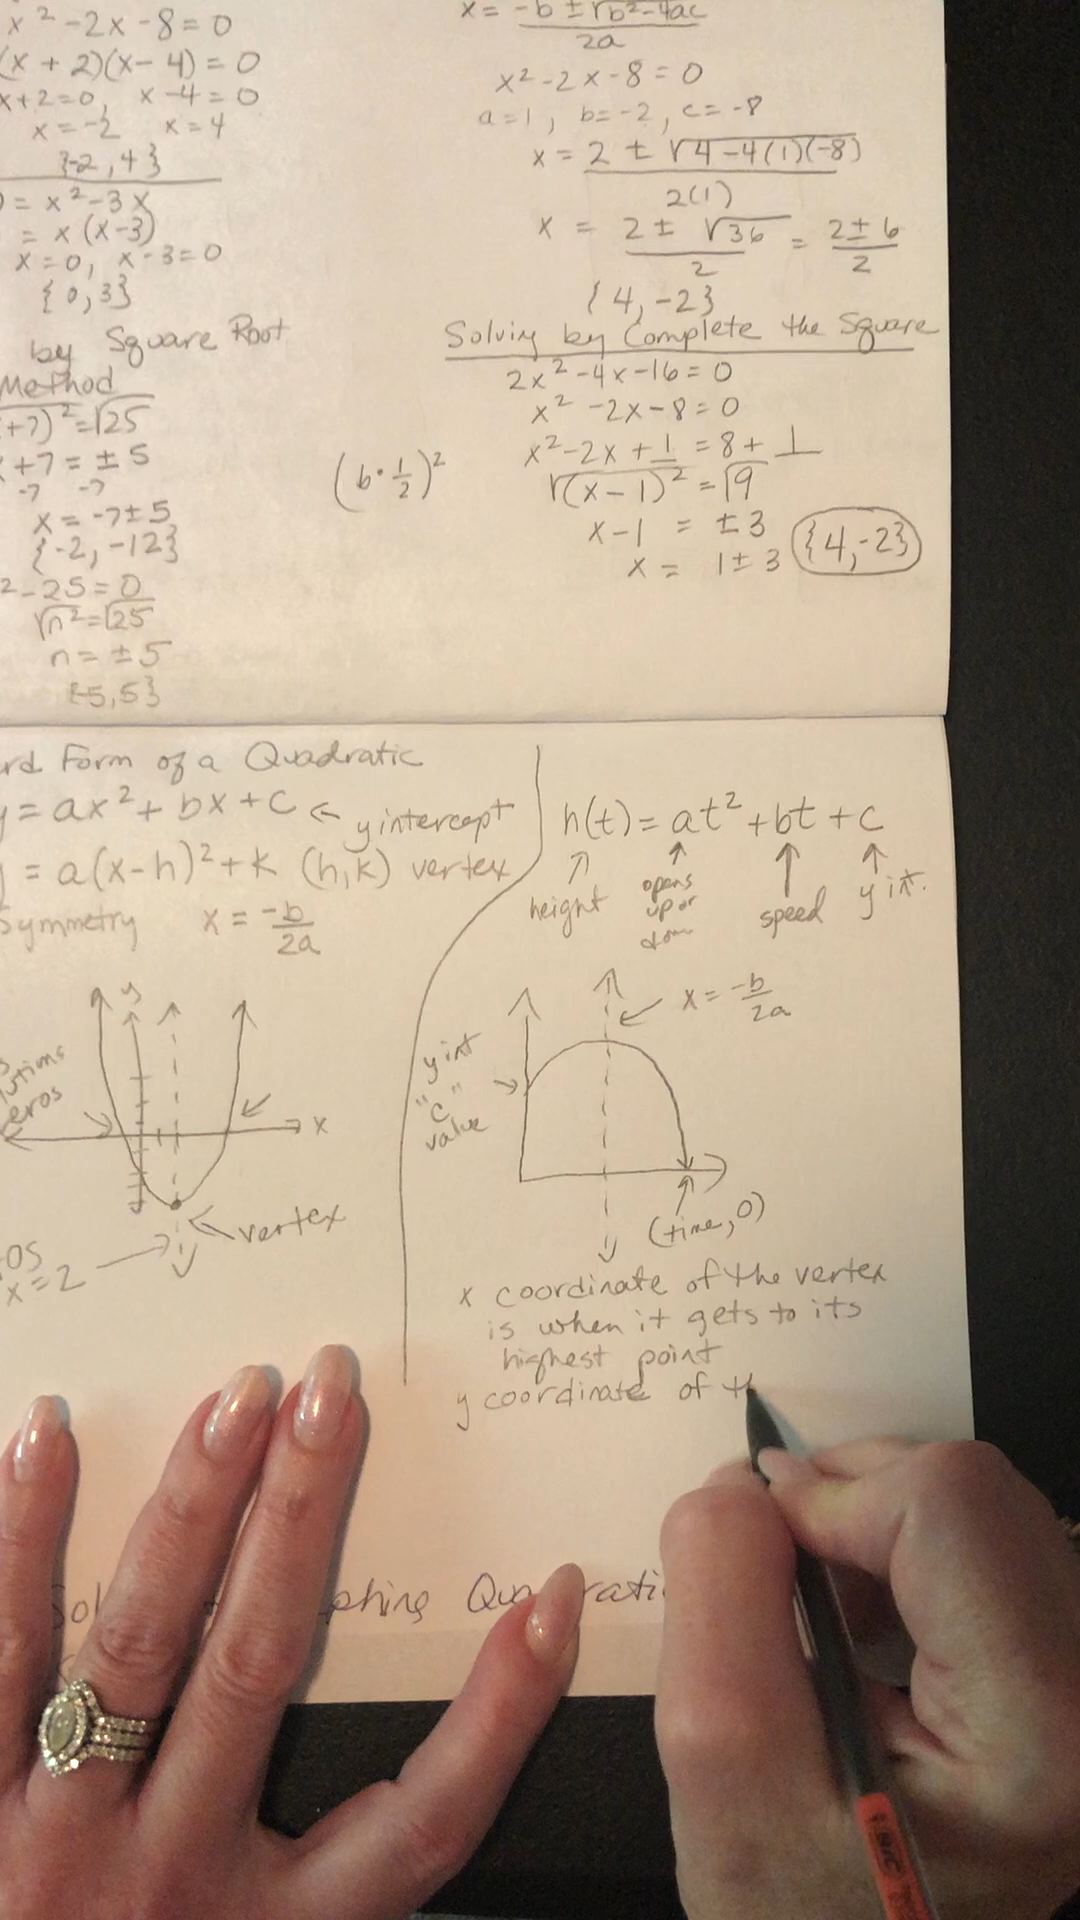 x² - 2x - 8 = 0
(x + 2)(x - 4) = 0
x + 2 = 0, x - 4 = 0
x = -2 x = 4
{-2, 4}
= x² - 3x
= x (x - 3)
x = 0, x - 3 = 0
{0, 3}
by Square Root
Method
+7)² = √25
+7 = ± 5
-7 -7
x = -7 ± 5
{-2, -12}
² - 25 = 0
√n² = √25
n = ± 5
{-5, 5}
x = -b ± √b² - 4ac
2a
x² - 2x - 8 = 0
a = 1, b = -2, c = -8
x = 2 ± √4 - 4(1)(-8)
2(1)
x = 2 ± √36 = 2 ± 6
2 2
{4, -2}
Solving by Complete the Square
2x² - 4x - 16 = 0
x² - 2x - 8 = 0
x² - 2x + 1 = 8 + 1
(b · 1/2)²
√(x - 1)² = √9
x - 1 = ± 3
x = 1 ± 3
{4, -2}
rd Form of a Quadratic
y = ax² + bx + c ← y intercept
= a(x - h)² + k (h, k) vertex
Symmetry x = -b
2a
y
x
vertex
x = 2
h(t) = at² + bt + c
height
opens
up or
down
speed
y int.
x = -b
2a
y int
"c"
value
(time, 0)
x coordinate of the vertex
is when it gets to its
highest point
y coordinate of th
BIC